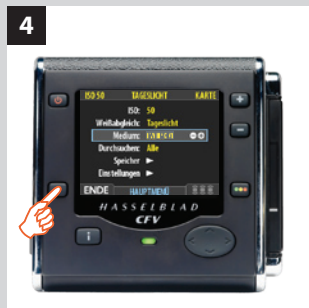 4
ISO:50 TAGESLICHT KARTE
ISO: 50
Weißabgleich: Tageslicht
Medium:
Durchsuchen: Alle
Speicher ►
Einstellungen ►
ENDE HAUPTMENÜ
HASSELBLAD
CFV
i